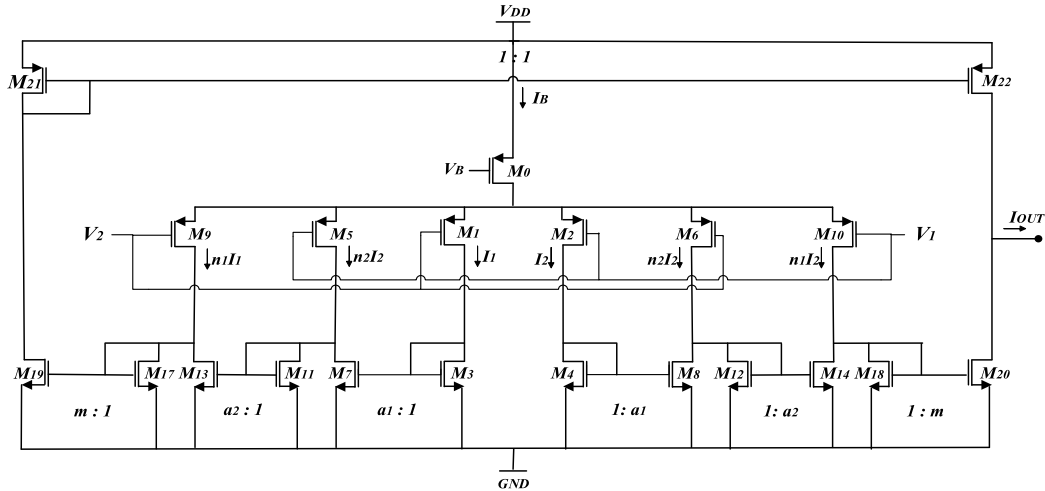 VDD
1 : 1
M21
M22
IB
VB
M0
V2
M9
M5
M1
M2
M6
M10
V1
IOUT
n1I1
n2I2
I1
I2
n2I2
n1I2
M19
M17
M13
M11
M7
M3
M4
M8
M12
M14
M18
M20
m : 1
a2 : 1
a1 : 1
1: a1
1: a2
1 : m
GND